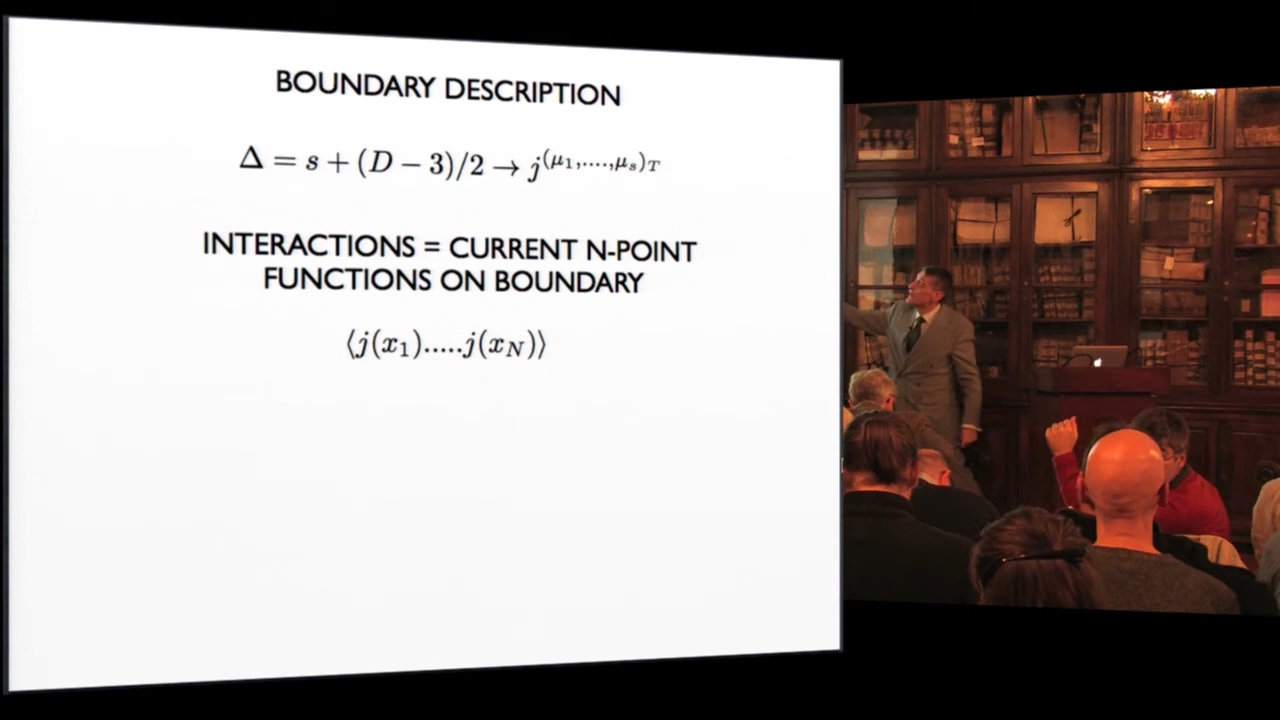 BOUNDARY DESCRIPTION
Δ = s + (D − 3)/2 → j^{(μ_1,....,μ_s)_T}
INTERACTIONS = CURRENT N-POINT
FUNCTIONS ON BOUNDARY
⟨j(x_1).....j(x_N)⟩